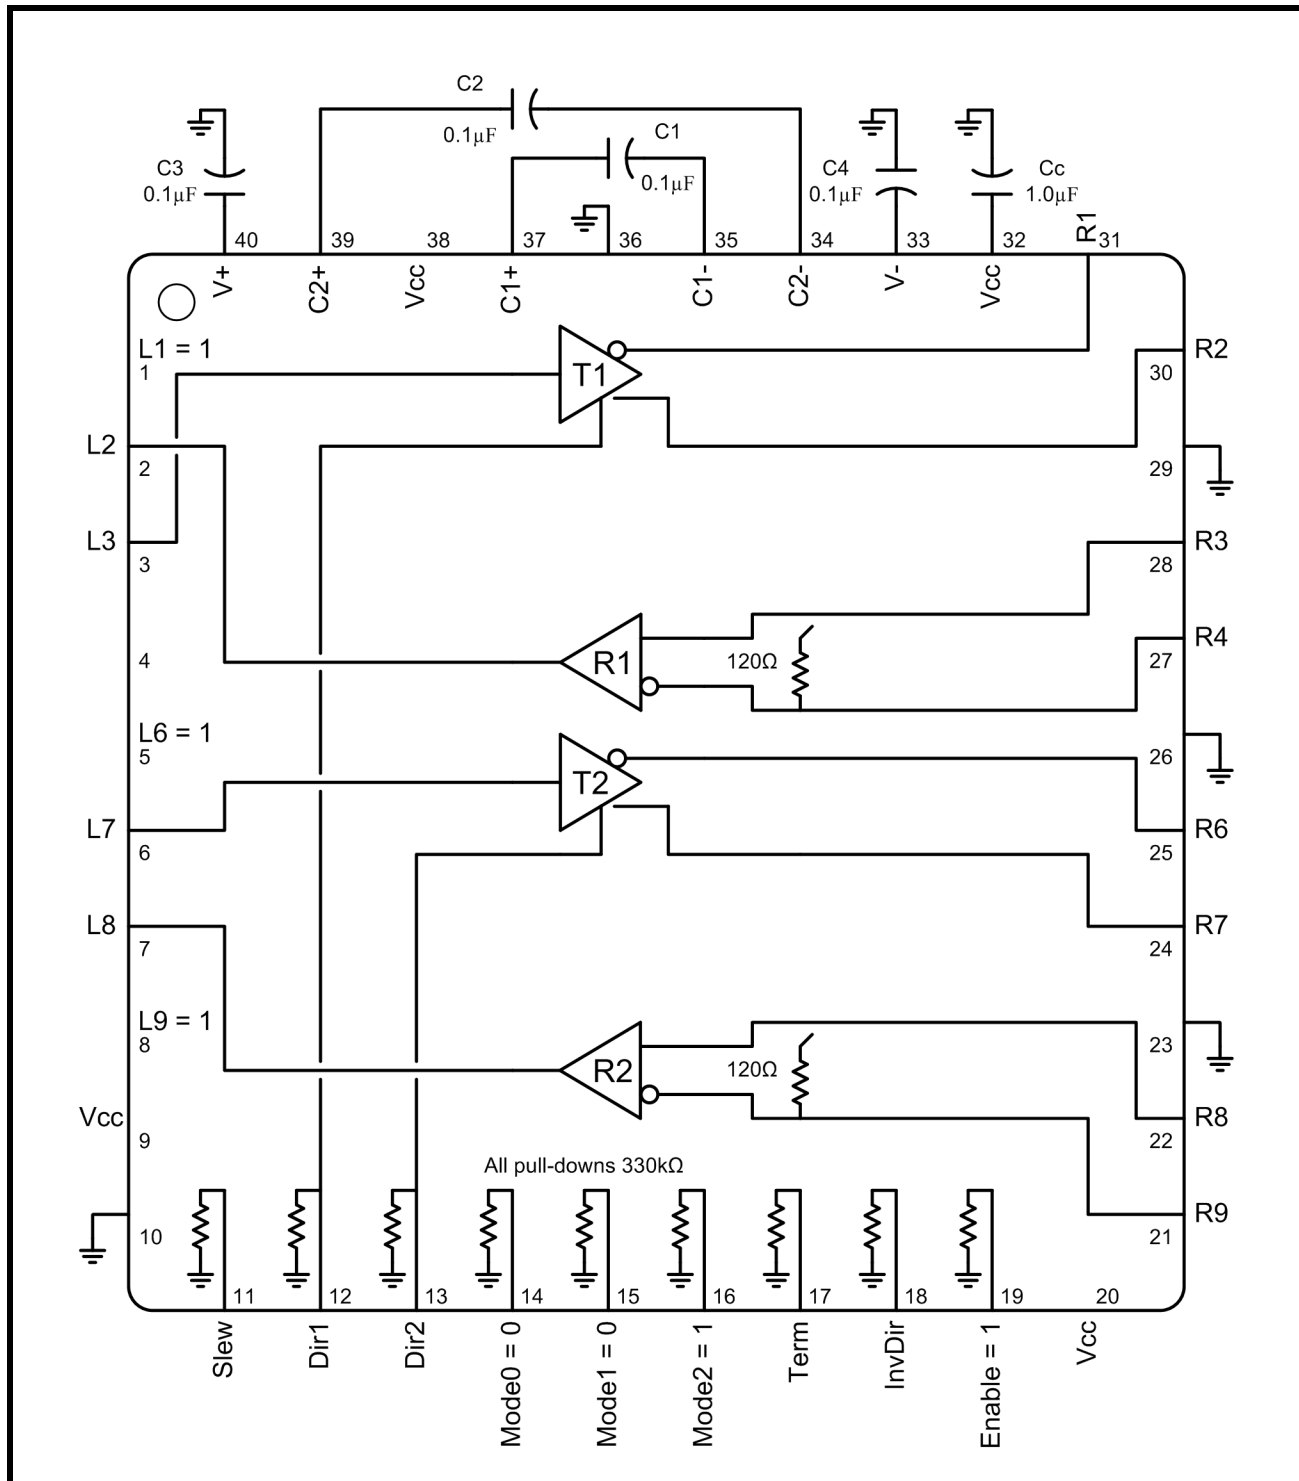 C2
0.1µF
C1
0.1µF
C3
0.1µF
C4
0.1µF
Cc
1.0µF
R1
40
39
38
37
36
35
34
33
32
31
V+
C2+
Vcc
C1+
C1-
C2-
V-
Vcc
L1 = 1
1
T1
R2
30
L2
2
29
L3
3
R3
28
4
R1
120Ω
R4
27
L6 = 1
5
T2
26
L7
6
R6
25
L8
7
R7
24
L9 = 1
8
R2
120Ω
23
Vcc
9
R8
22
All pull-downs 330kΩ
10
R9
21
11
12
13
14
15
16
17
18
19
20
Slew
Dir1
Dir2
Mode0 = 0
Mode1 = 0
Mode2 = 1
Term
InvDir
Enable = 1
Vcc